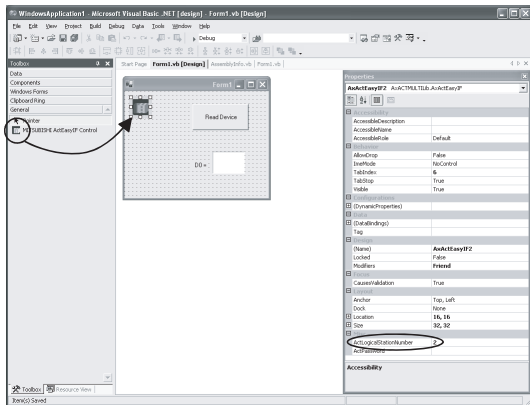 WindowsApplication1 - Microsoft Visual Basic .NET [design] - Form1.vb [Design]
File Edit View Project Build Debug Data Tools Window Help
Debug
Toolbox
Data
Components
Windows Forms
Clipboard Ring
General
Pointer
MITSUBISHI ActEasyIF Control
Toolbox Resource View
Start Page Form1.vb [Design] AssemblyInfo.vb Form1.vb
Form1
Read Device
D0 =
Properties
AxActEasyIF2 AxACTMULTILib.AxActEasyIF
Accessibility
AccessibleDescription
AccessibleName
AccessibleRole Default
Behavior
AllowDrop False
ImeMode NoControl
TabIndex 6
TabStop True
Visible True
Configurations
(DynamicProperties)
Data
(DataBindings)
Tag
Design
(Name) AxActEasyIF2
Locked False
Modifiers Friend
Focus
CausesValidation True
Layout
Anchor Top, Left
Dock None
Location 16, 16
Size 32, 32
ActLogicalStationNumber 2
ActPassword
Accessibility
Item(s) Saved